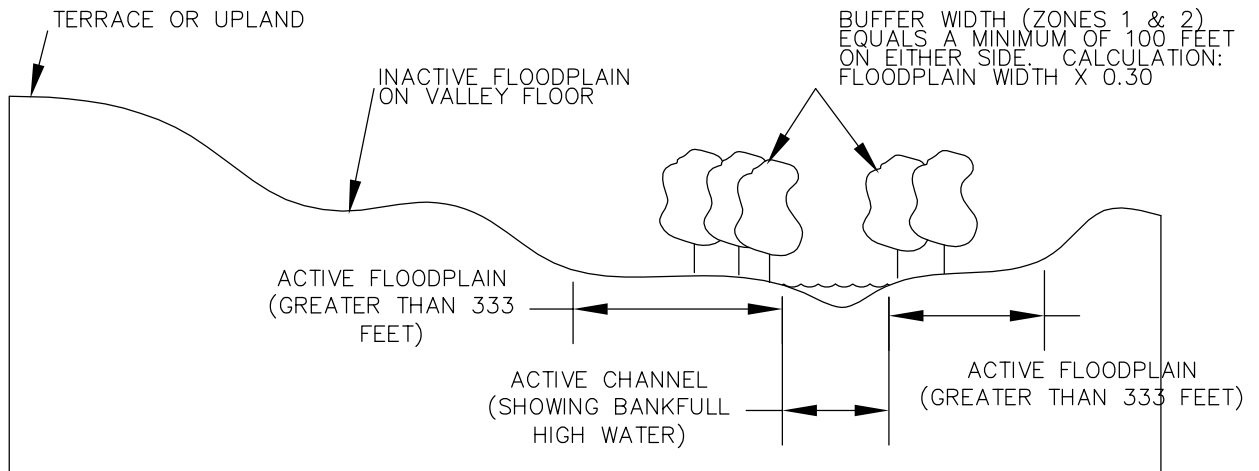 TERRACE OR UPLAND
BUFFER WIDTH (ZONES 1 & 2)
EQUALS A MINIMUM OF 100 FEET
ON EITHER SIDE. CALCULATION:
FLOODPLAIN WIDTH X 0.30
INACTIVE FLOODPLAIN
ON VALLEY FLOOR
ACTIVE FLOODPLAIN
(GREATER THAN 333
FEET)
ACTIVE CHANNEL
(SHOWING BANKFULL
HIGH WATER)
ACTIVE FLOODPLAIN
(GREATER THAN 333 FEET)